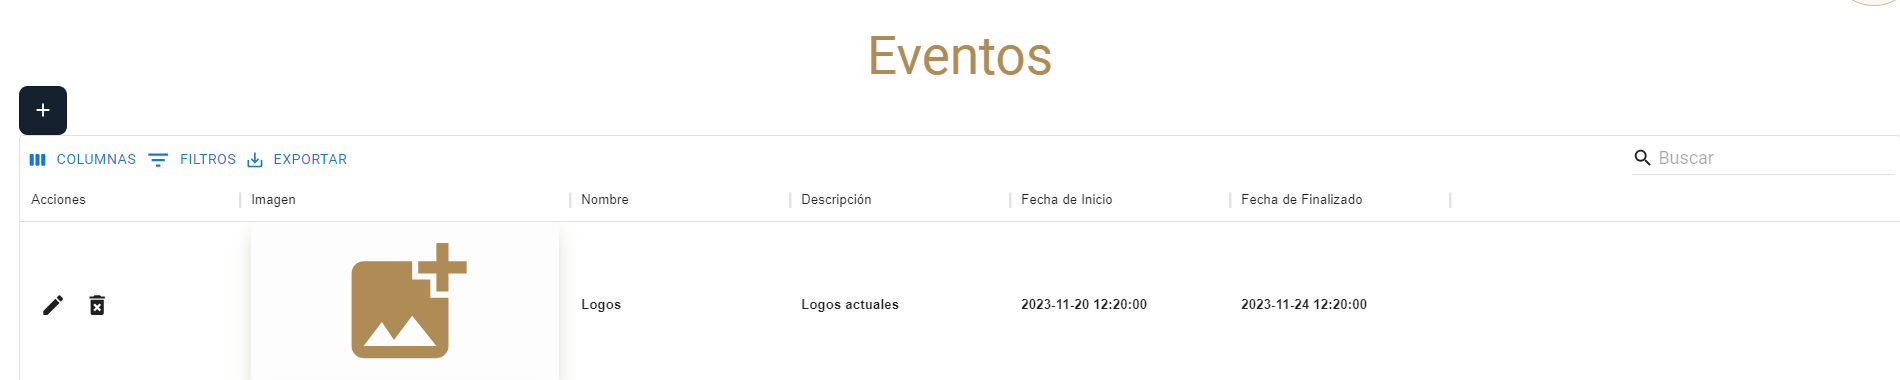 Eventos
+
COLUMNAS FILTROS EXPORTAR Buscar
Acciones Imagen Nombre Descripción Fecha de Inicio Fecha de Finalizado
Logos Logos actuales 2023-11-20 12:20:00 2023-11-24 12:20:00